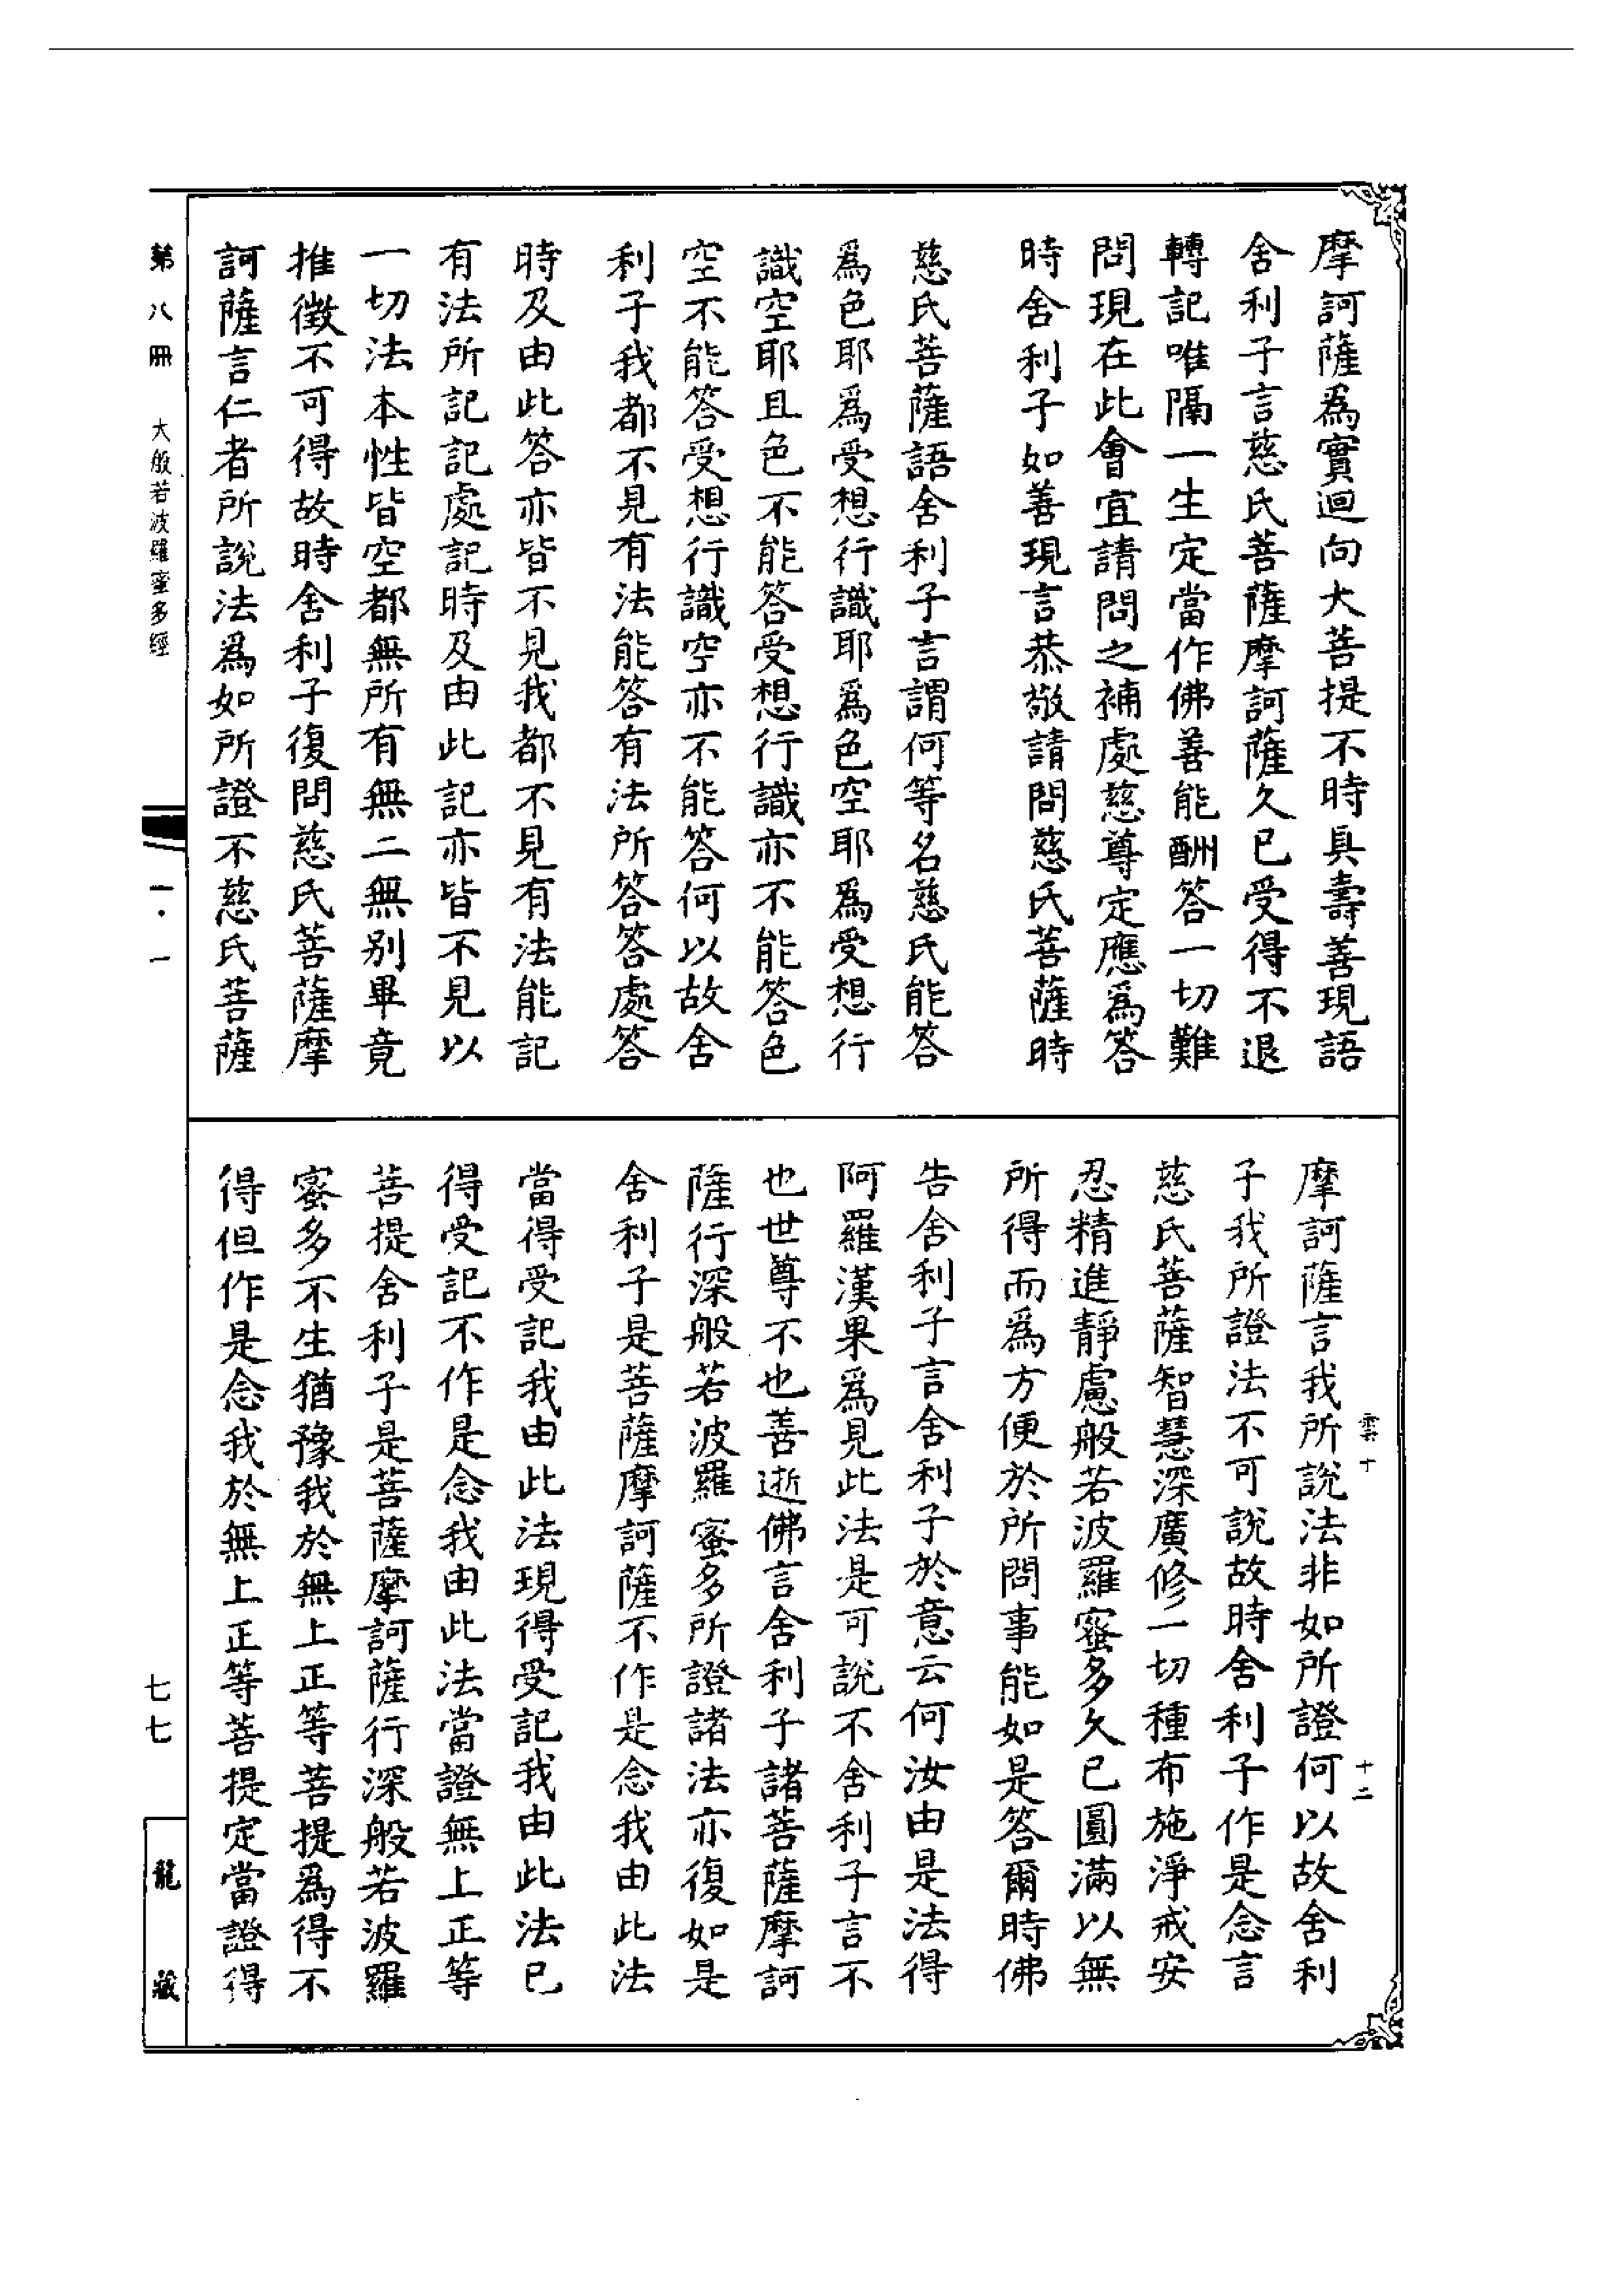 摩訶薩為實迴向大菩提不時具壽善現語
舍利子言慈氏菩薩摩訶薩久已受得不退
轉記唯隔一生定當作佛善能酬答一切難
問現在此會宜請問之補處慈尊定應為答
時舍利子如善現言恭敬請問慈氏菩薩時
慈氏菩薩語舍利子言謂何等名慈氏能答
為色耶為受想行識耶為色空耶為受想行
識空耶且色不能答受想行識亦不能答色
空不能答受想行識空亦不能答何以故舍
利子我都不見有法能答有法所答答處答
時及由此答亦皆不見我都不見有法能記
有法所記記處記時及由此記亦皆不見以
一切法本性皆空都無所有無二無別畢竟
推徵不可得故時舍利子復問慈氏菩薩摩
訶薩言仁者所說法為如所證不慈氏菩薩
摩訶薩言我所說法非如所證何以故舍利
子我所證法不可說故時舍利子作是念言
慈氏菩薩智慧深廣修一切種布施淨戒安
忍精進靜慮般若波羅蜜多久已圓滿以無
所得而為方便於所問事能如是答爾時佛
告舍利子言舍利子於意云何汝由是法得
阿羅漢果為見此法是可說不舍利子言不
也世尊不也善逝佛言舍利子諸菩薩摩訶
薩行深般若波羅蜜多所證諸法亦復如是
舍利子是菩薩摩訶薩不作是念我由此法
當得受記我由此法現得受記我由此法已
得受記不作是念我由此法當證無上正等
菩提舍利子是菩薩摩訶薩行深般若波羅
蜜多不生猶豫我於無上正等菩提為得不
得但作是念我於無上正等菩提定當證得
雲十
十二
第八冊
大般若波羅蜜多經
一·一
七七
龍藏